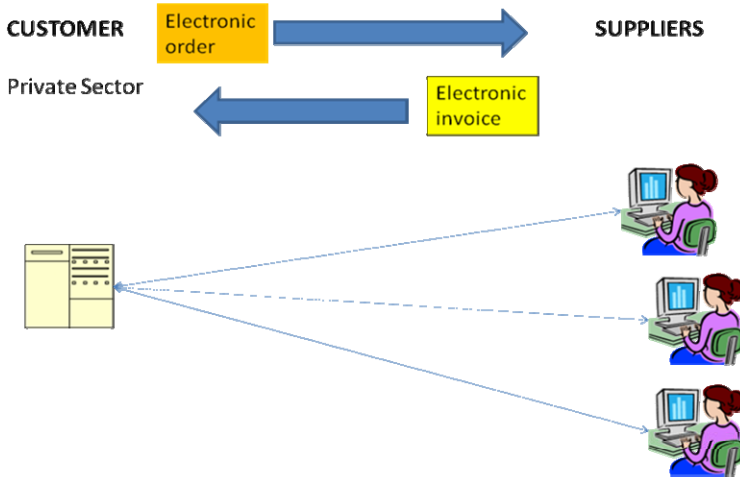 CUSTOMER
Electronic
order
SUPPLIERS
Private Sector
Electronic
invoice